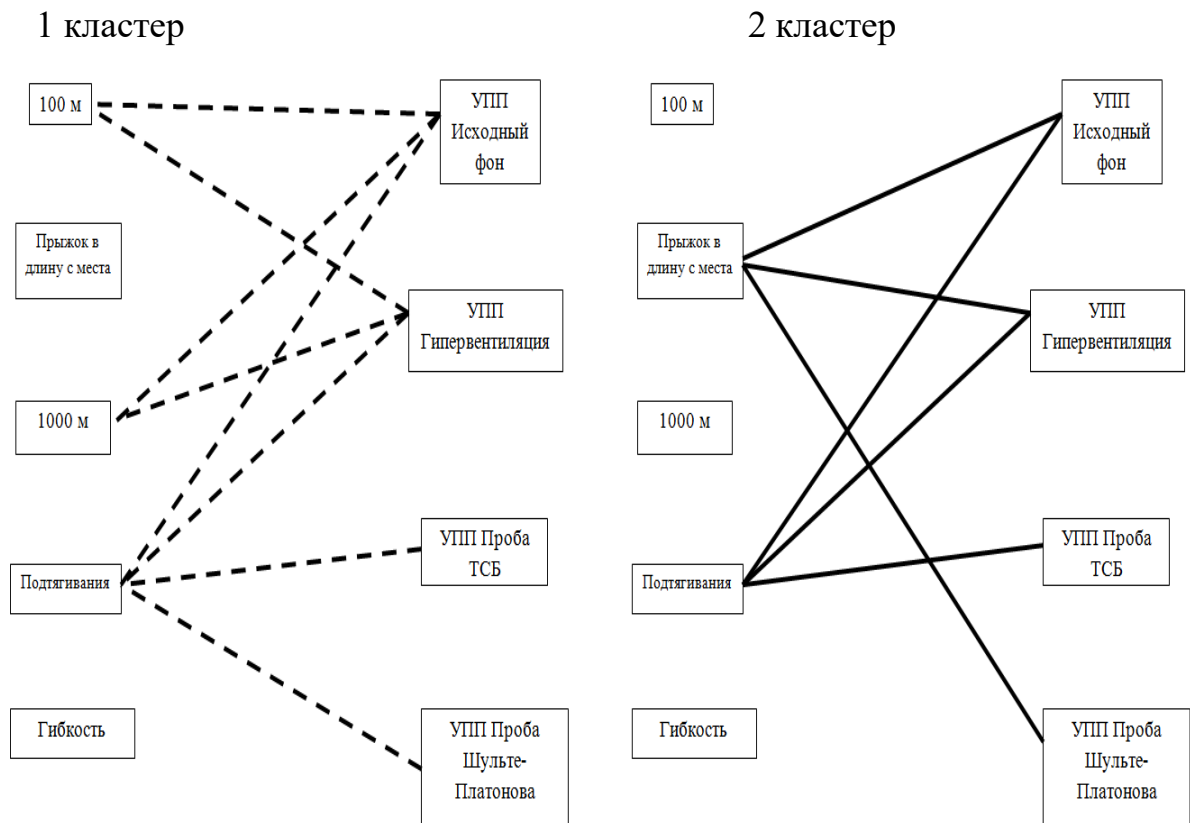 1 кластер
100 м
УПП
Исходный
фон
Прыжок в
длину с места
УПП
Гипервентиляция
1000 м
УПП Проба
ТСБ
Подтягивания
Гибкость
УПП Проба
Шульте-
Платонова
2 кластер
100 м
УПП
Исходный
фон
Прыжок в
длину с места
УПП
Гипервентиляция
1000 м
УПП Проба
ТСБ
Подтягивания
Гибкость
УПП Проба
Шульте-
Платонова